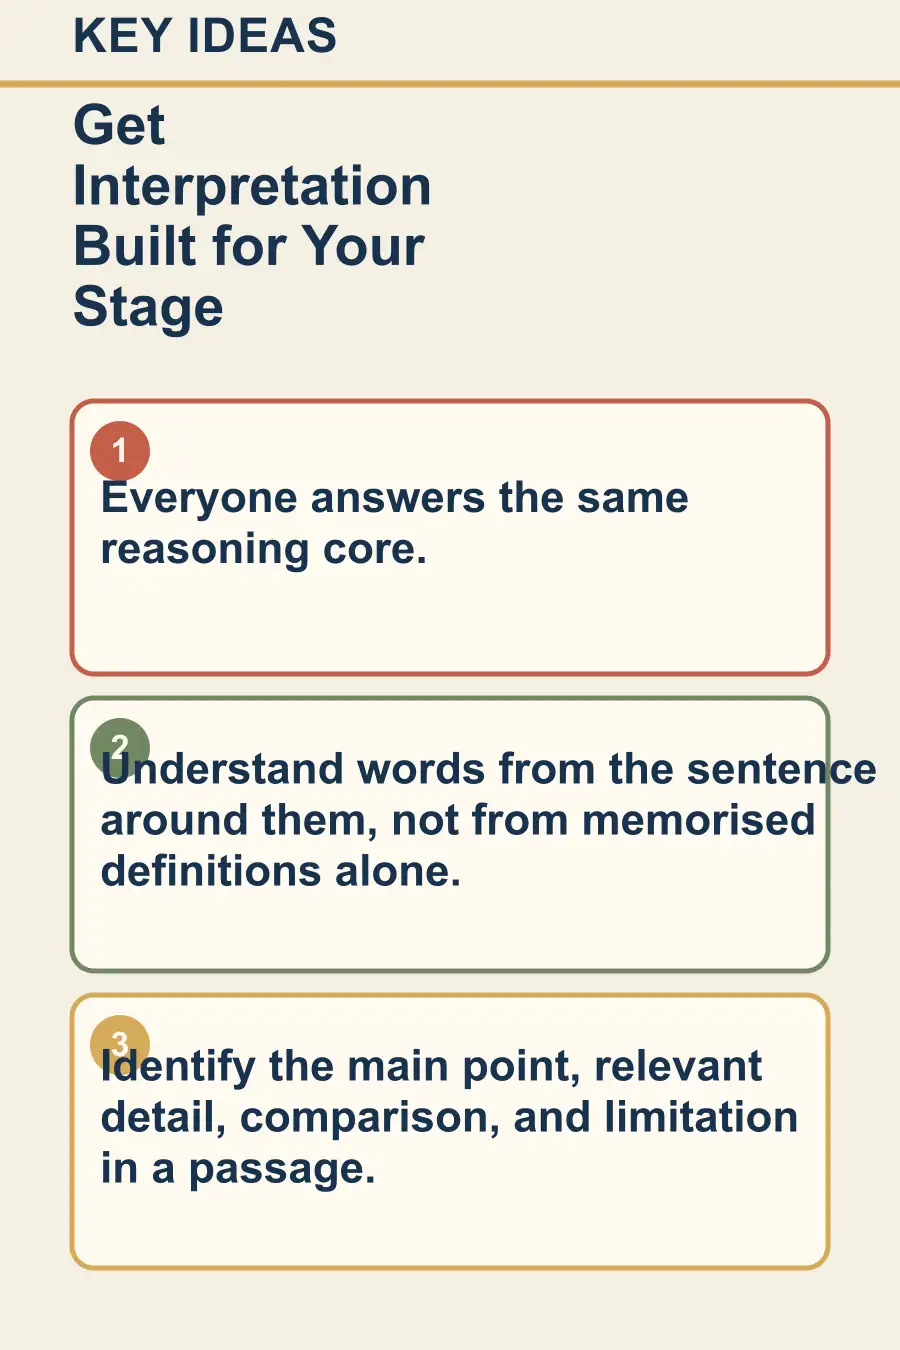 KEY IDEAS
Get
Interpretation
Built for Your
Stage
1
Everyone answers the same
reasoning core.
2
Understand words from the sentence
around them, not from memorised
definitions alone.
3
Identify the main point, relevant
detail, comparison, and limitation
in a passage.